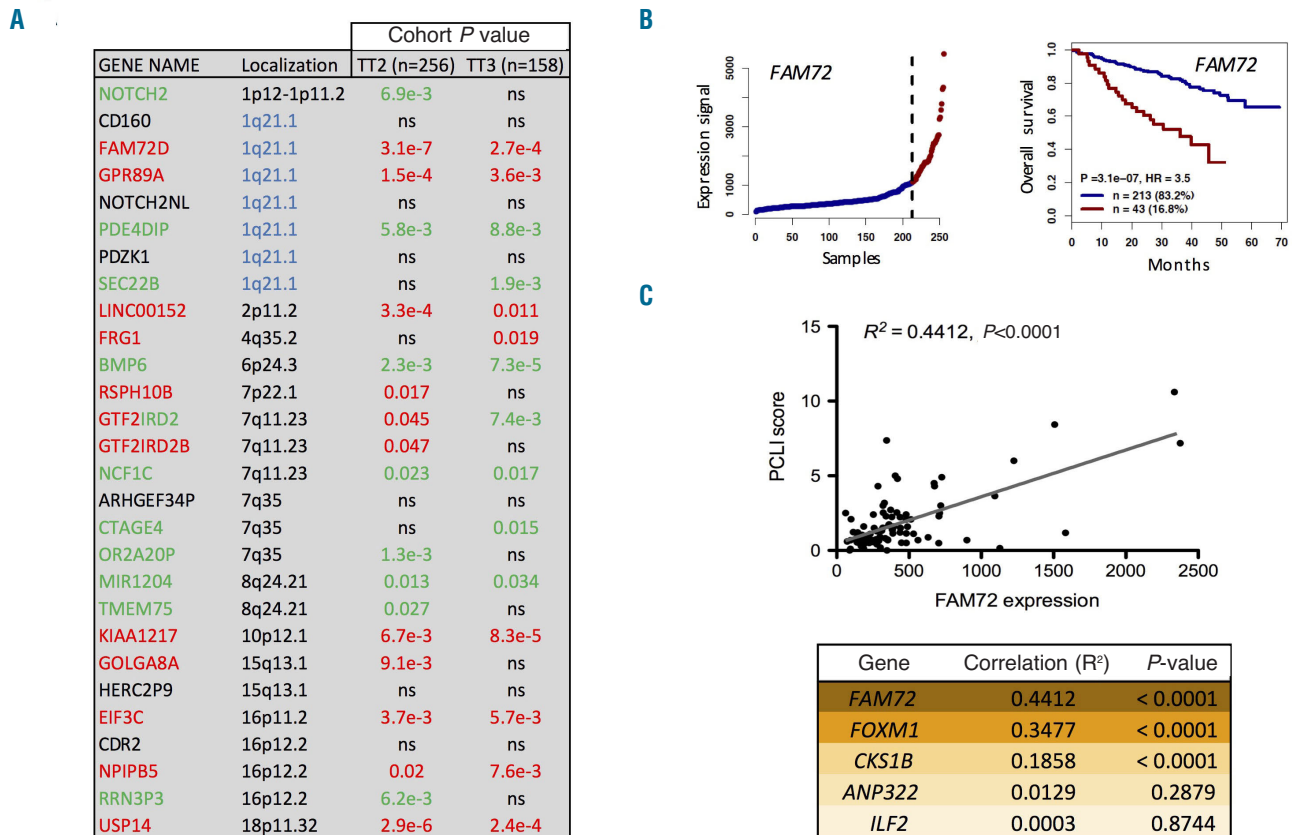 A
Cohort P value
GENE NAME Localization TT2 (n=256) TT3 (n=158)
NOTCH2 1p12-1p11.2 6.9e-3 ns
CD160 1q21.1 ns ns
FAM72D 1q21.1 3.1e-7 2.7e-4
GPR89A 1q21.1 1.5e-4 3.6e-3
NOTCH2NL 1q21.1 ns ns
PDE4DIP 1q21.1 5.8e-3 8.8e-3
PDZK1 1q21.1 ns ns
SEC22B 1q21.1 ns 1.9e-3
LINC00152 2p11.2 3.3e-4 0.011
FRG1 4q35.2 ns 0.019
BMP6 6p24.3 2.3e-3 7.3e-5
RSPH10B 7p22.1 0.017 ns
GTF2IRD2 7q11.23 0.045 7.4e-3
GTF2IRD2B 7q11.23 0.047 ns
NCF1C 7q11.23 0.023 0.017
ARHGEF34P 7q35 ns ns
CTAGE4 7q35 ns 0.015
OR2A20P 7q35 1.3e-3 ns
MIR1204 8q24.21 0.013 0.034
TMEM75 8q24.21 0.027 ns
KIAA1217 10p12.1 6.7e-3 8.3e-5
GOLGA8A 15q13.1 9.1e-3 ns
HERC2P9 15q13.1 ns ns
EIF3C 16p11.2 3.7e-3 5.7e-3
CDR2 16p12.2 ns ns
NPIPB5 16p12.2 0.02 7.6e-3
RRN3P3 16p12.2 6.2e-3 ns
USP14 18p11.32 2.9e-6 2.4e-4
B
FAM72
Expression signal
5000
3000
1000
0
0 50 100 150 200 250
Samples
FAM72
Overall survival
1.0
0.8
0.6
0.4
0.2
0.0
P =3.1e–07, HR = 3.5
n = 213 (83.2%)
n = 43 (16.8%)
0 10 20 30 40 50 60 70
Months
C
R² = 0.4412, P<0.0001
PCLI score
15
10
5
0
0 500 1000 1500 2000 2500
FAM72 expression
Gene Correlation (R²) P-value
FAM72 0.4412 < 0.0001
FOXM1 0.3477 < 0.0001
CKS1B 0.1858 < 0.0001
ANP322 0.0129 0.2879
ILF2 0.0003 0.8744